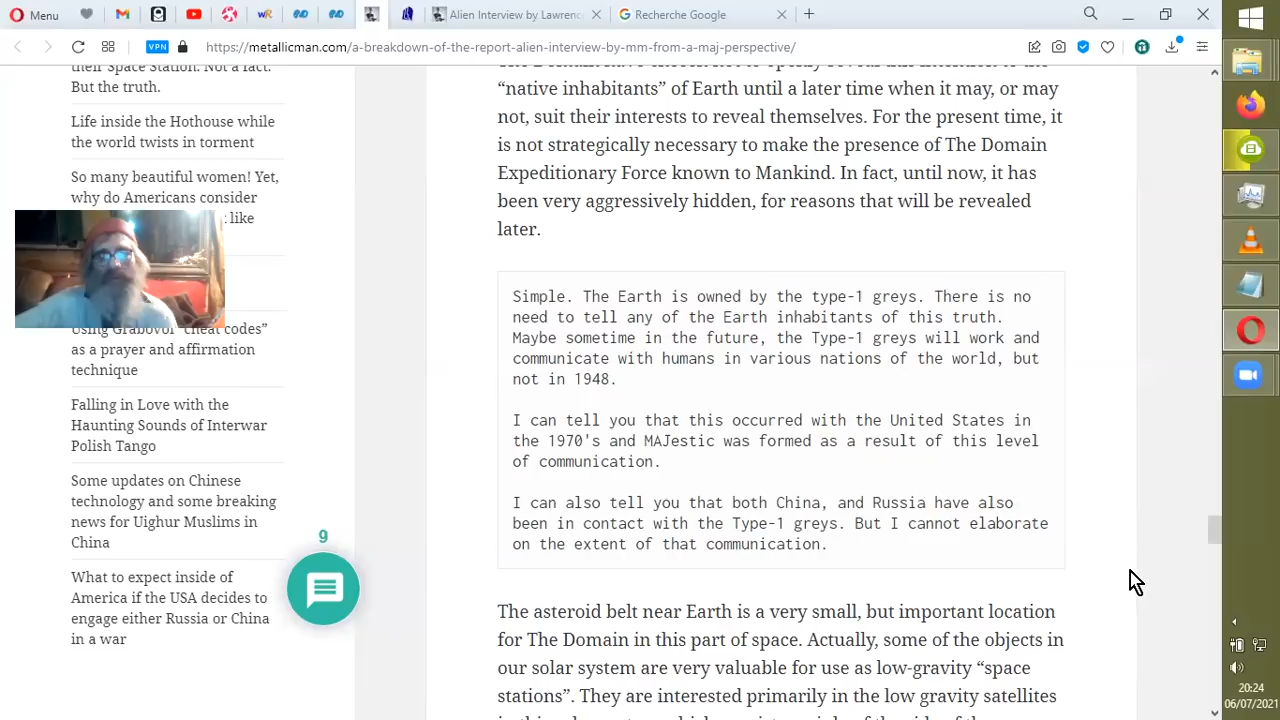 Menu
Alien Interview by Lawrenc
Recherche Google
VPN
https://metallicman.com/a-breakdown-of-the-report-alien-interview-by-mm-from-a-maj-perspective/
their Space Station. Not a fact.
But the truth.
Life inside the Hothouse while
the world twists in torment
So many beautiful women! Yet,
why do Americans consider
like
Using Grabovoi “cheat codes”
as a prayer and affirmation
technique
Falling in Love with the
Haunting Sounds of Interwar
Polish Tango
Some updates on Chinese
technology and some breaking
news for Uighur Muslims in
China
What to expect inside of
America if the USA decides to
engage either Russia or China
in a war
9
“native inhabitants” of Earth until a later time when it may, or may
not, suit their interests to reveal themselves. For the present time, it
is not strategically necessary to make the presence of The Domain
Expeditionary Force known to Mankind. In fact, until now, it has
been very aggressively hidden, for reasons that will be revealed
later.
Simple. The Earth is owned by the type-1 greys. There is no
need to tell any of the Earth inhabitants of this truth.
Maybe sometime in the future, the Type-1 greys will work and
communicate with humans in various nations of the world, but
not in 1948.
I can tell you that this occurred with the United States in
the 1970's and MAJestic was formed as a result of this level
of communication.
I can also tell you that both China, and Russia have also
been in contact with the Type-1 greys. But I cannot elaborate
on the extent of that communication.
The asteroid belt near Earth is a very small, but important location
for The Domain in this part of space. Actually, some of the objects in
our solar system are very valuable for use as low-gravity “space
stations”. They are interested primarily in the low gravity satellites
20:24
06/07/2021